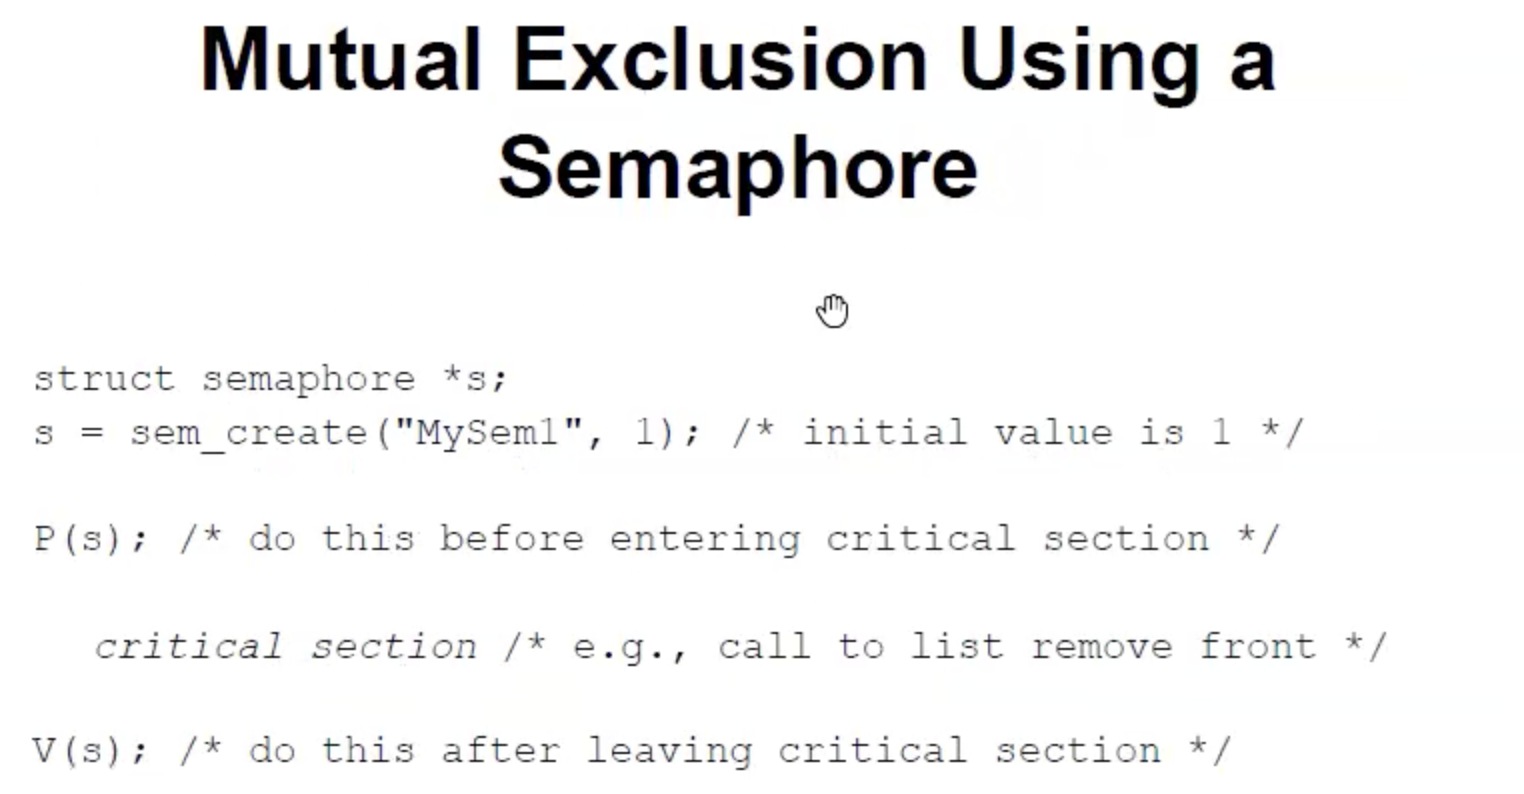 Mutual Exclusion Using a
Semaphore
struct semaphore *s;
s = sem_create("MySem1", 1); /* initial value is 1 */
P(s); /* do this before entering critical section */
critical section /* e.g., call to list remove front */
V(s); /* do this after leaving critical section */